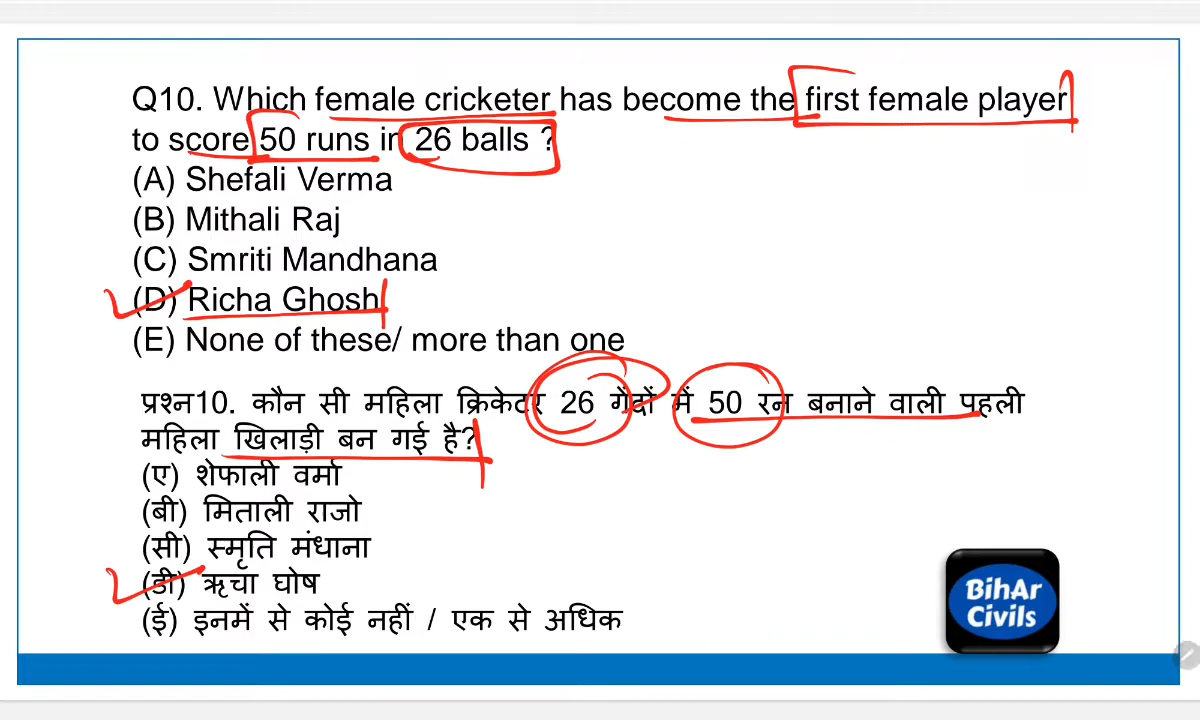 Q10. Which female cricketer has become the first female player
to score 50 runs in 26 balls ?
(A) Shefali Verma
(B) Mithali Raj
(C) Smriti Mandhana
(D) Richa Ghosh
(E) None of these/ more than one
प्रश्न10. कौन सी महिला क्रिकेटर 26 गेंदों में 50 रन बनाने वाली पहली
महिला खिलाड़ी बन गई है?
(ए) शेफाली वर्मा
(बी) मिताली राजो
(सी) स्मृति मंधाना
(डी) ऋचा घोष
(ई) इनमें से कोई नहीं / एक से अधिक
BihAr
Civils